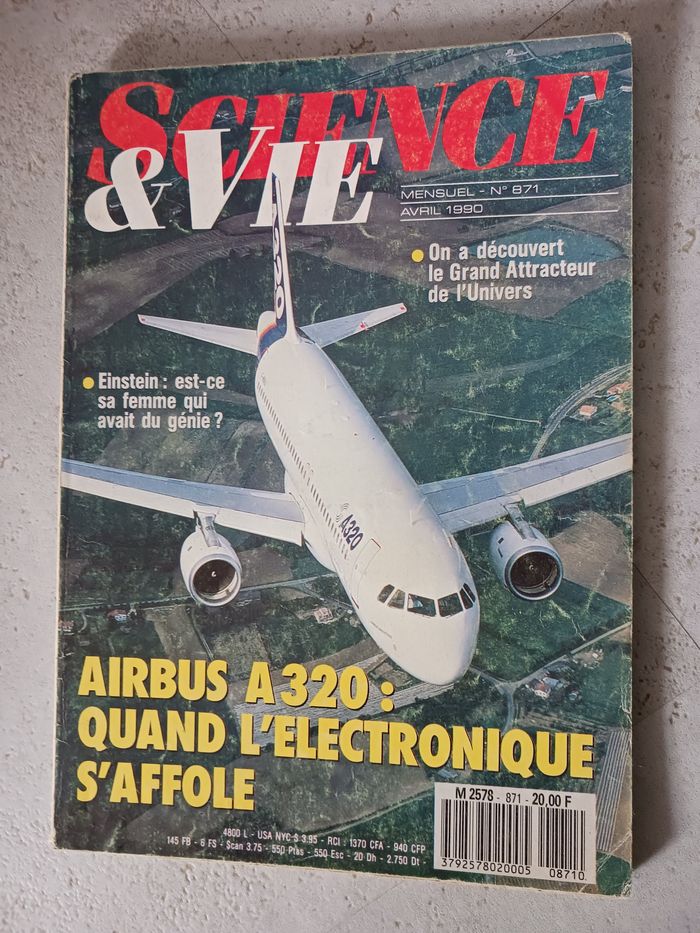 SCIENCE
&VIE
MENSUEL - N° 871
AVRIL 1990
On a découvert
le Grand Attracteur
de l'Univers
Einstein : est-ce
sa femme qui
avait du génie ?
A320
A320
AIRBUS A 320 :
QUAND L'ELECTRONIQUE
S'AFFOLE
M 2578 - 871 - 20,00 F
3792578020005
08710
4800 L - USA NYC $ 3.95 - RCI : 1370 CFA - 940 CFP
145 FB - 6 FS - $can 3.75 - 550 Ptas - 550 Esc - 20 Dh - 2.750 Dt -